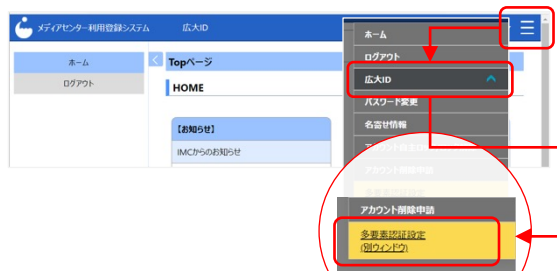 メディアセンター利用登録システム 広大ID
ホーム
ログアウト
Topページ
HOME
【お知らせ】
IMCからのお知らせ
ホーム
ログアウト
広大ID
パスワード変更
名寄せ情報
アカウント削除申請
アカウント削除申請
多要素認証設定
(別ウィンドウ)